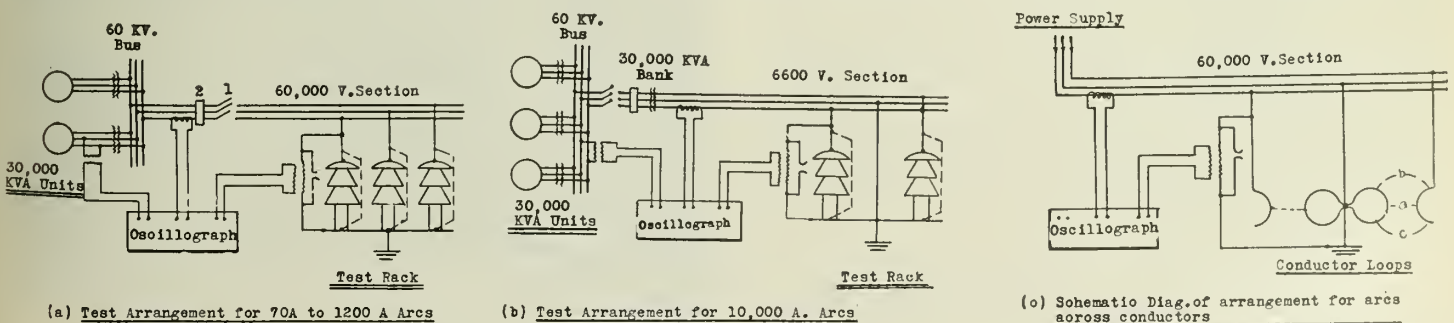 60 KV.
Bus
2 1
60,000 V.Section
30,000
KVA Units
Oscillograph
Test Rack
(a) Test Arrangement for 70A to 1200 A Arcs
60 KV.
Bus
30,000 KVA
Bank
6600 V. Section
30,000
KVA Units
Oscillograph
Test Rack
(b) Test Arrangement for 10,000 A. Arcs
Power Supply
60,000 V.Section
b
a
c
Oscillograph
Conductor Loops
(c) Schematic Diag.of arrangement for arcs
across conductors